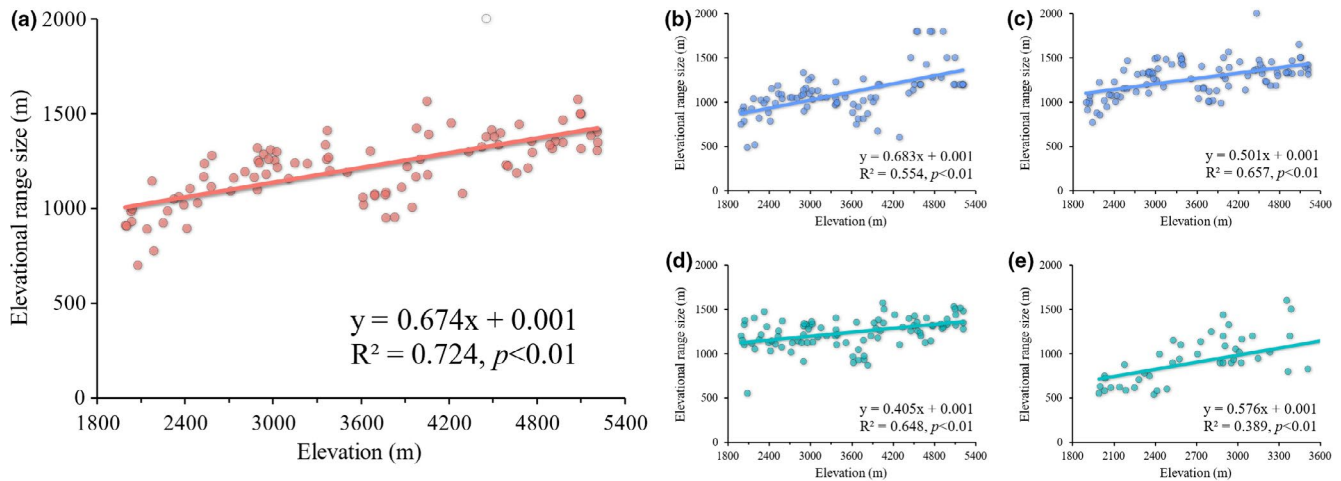 (a)
2000
1500
1000
500
0
1800 2400 3000 3600 4200 4800 5400
Elevational range size (m)
Elevation (m)
y = 0.674x + 0.001
R² = 0.724, p<0.01
(b)
2000
1500
1000
500
0
1800 2400 3000 3600 4200 4800 5400
Elevational range size (m)
Elevation (m)
y = 0.683x + 0.001
R² = 0.554, p<0.01
(c)
2000
1500
1000
500
0
1800 2400 3000 3600 4200 4800 5400
Elevational range size (m)
Elevation (m)
y = 0.501x + 0.001
R² = 0.657, p<0.01
(d)
2000
1500
1000
500
0
1800 2400 3000 3600 4200 4800 5400
Elevational range size (m)
Elevation (m)
y = 0.405x + 0.001
R² = 0.648, p<0.01
(e)
2000
1500
1000
500
0
1800 2100 2400 2700 3000 3300 3600
Elevational range size (m)
Elevation (m)
y = 0.576x + 0.001
R² = 0.389, p<0.01